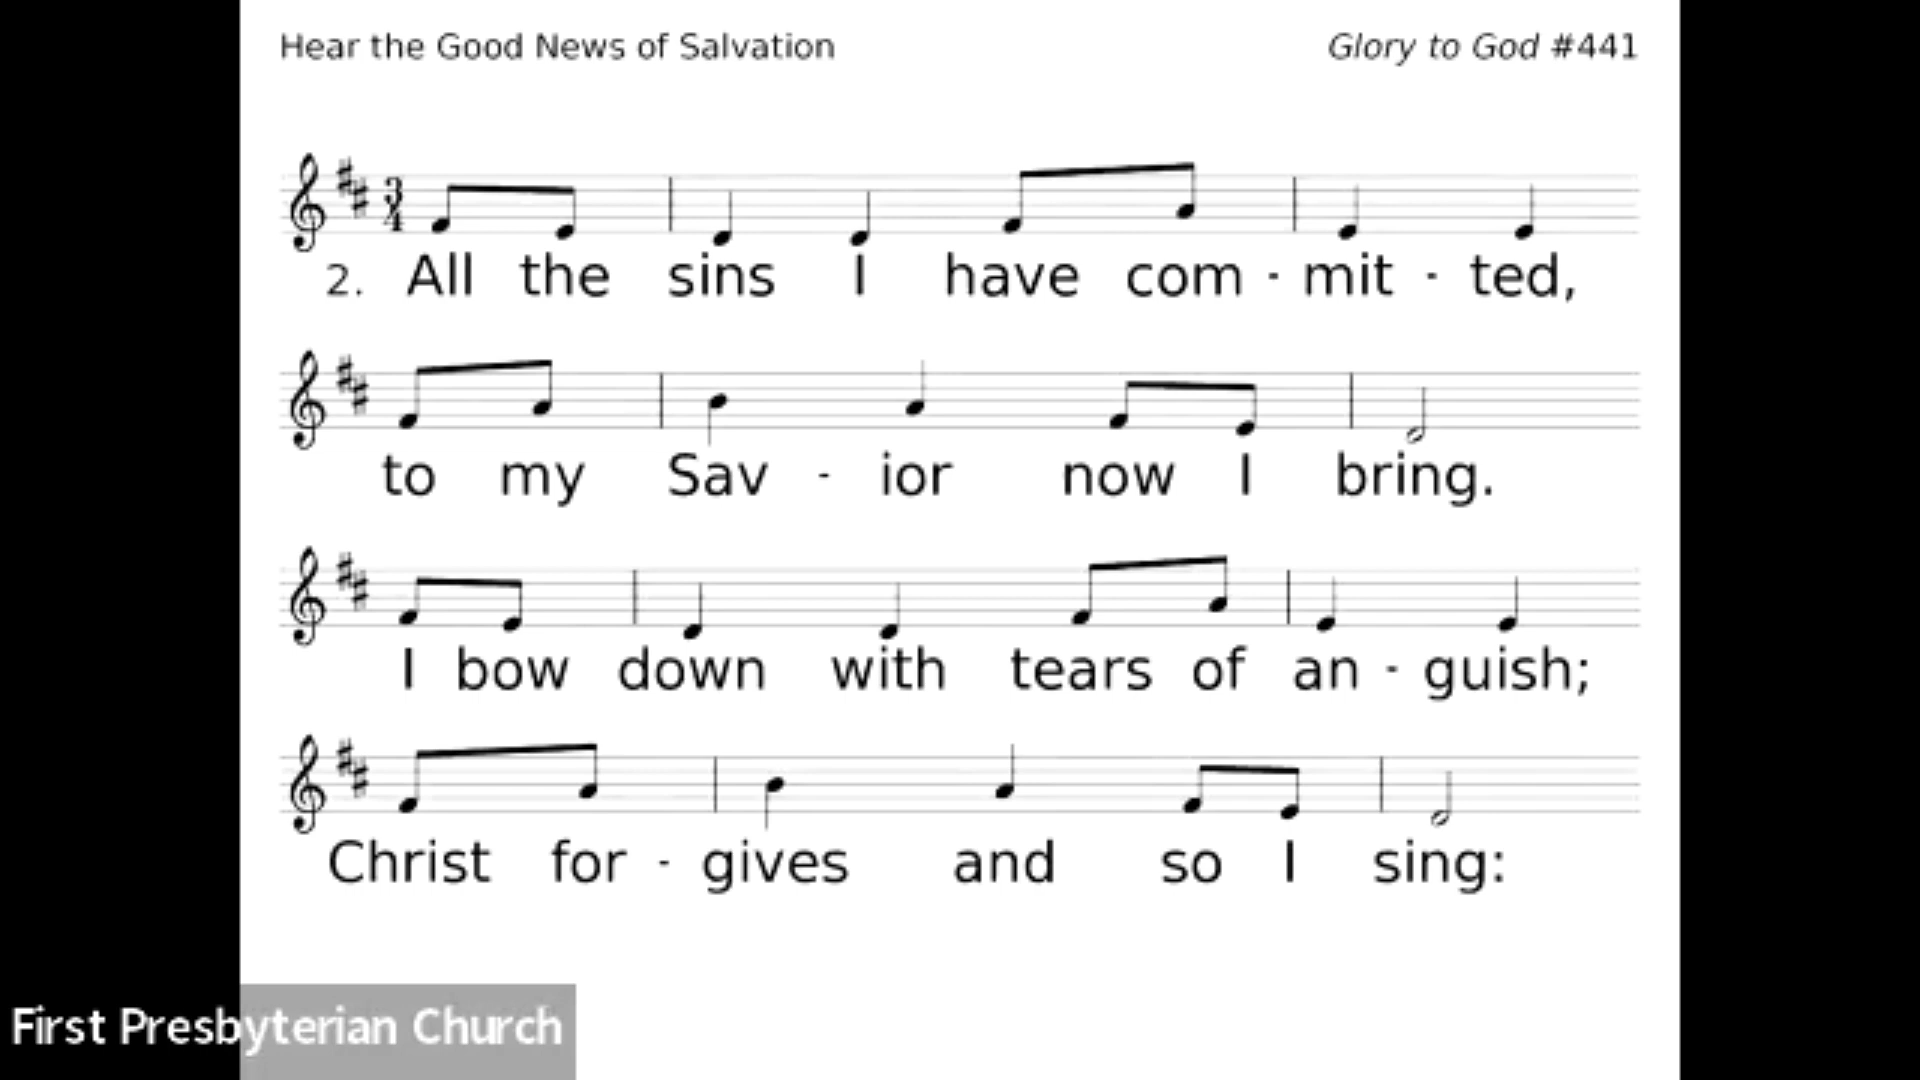 Hear the Good News of Salvation
Glory to God #441
3
4
2. All the sins I have com - mit - ted,
to my Sav - ior now I bring.
I bow down with tears of an - guish;
Christ for - gives and so I sing:
First Presbyterian Church